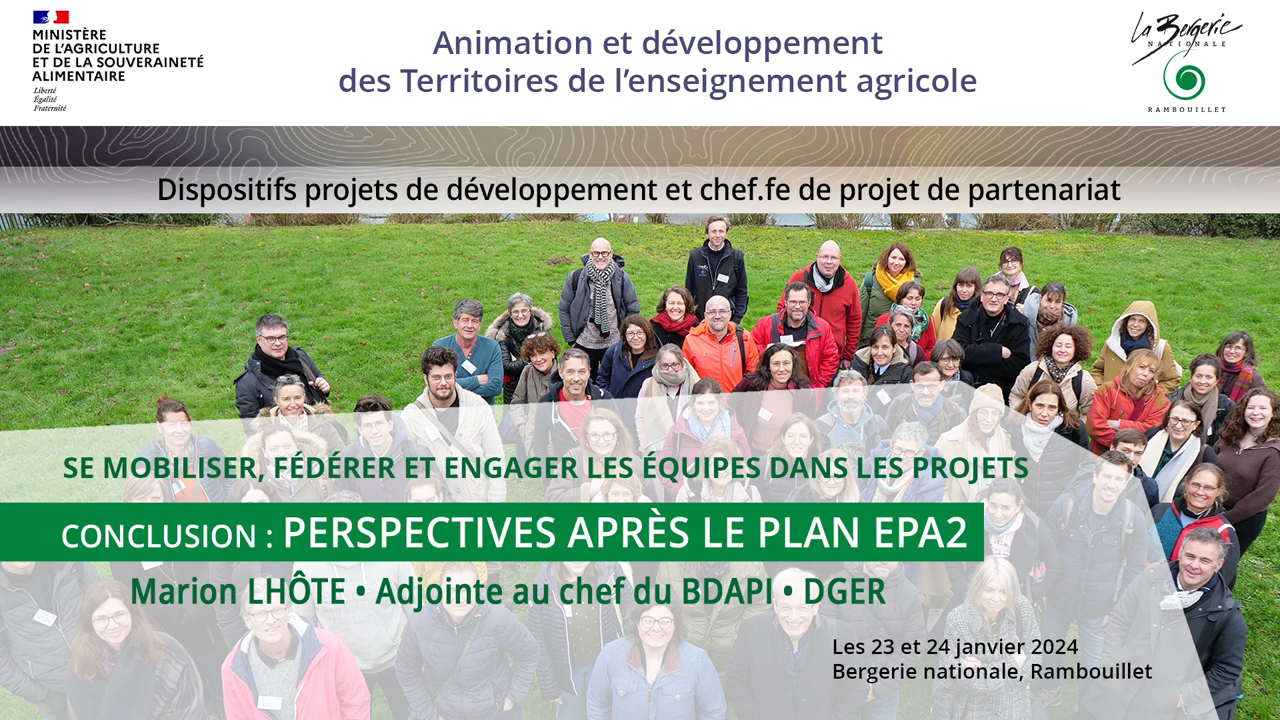 MINISTÈRE
DE L'AGRICULTURE
ET DE LA SOUVERAINETÉ
ALIMENTAIRE
Liberté
Égalité
Fraternité
Animation et développement
des Territoires de l'enseignement agricole
La Bergerie
NATIONALE
RAMBOUILLET
Dispositifs projets de développement et chef.fe de projet de partenariat
SE MOBILISER, FÉDÉRER ET ENGAGER LES ÉQUIPES DANS LES PROJETS
CONCLUSION : PERSPECTIVES APRÈS LE PLAN EPA2
Marion LHÔTE • Adjointe au chef du BDAPI • DGER
Les 23 et 24 janvier 2024
Bergerie nationale, Rambouillet